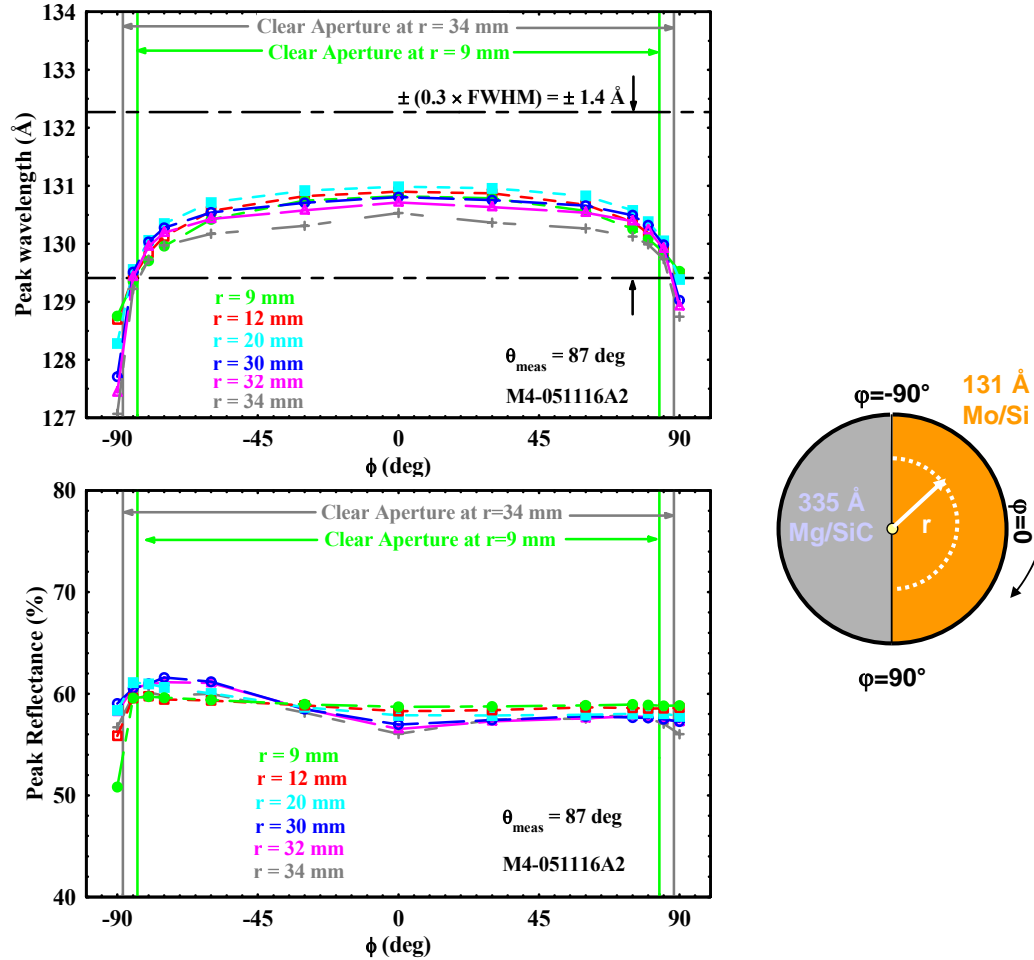 134
133
132
131
130
129
128
127
Peak wavelength (Å)
Clear Aperture at r = 34 mm
Clear Aperture at r = 9 mm
± (0.3 × FWHM) = ± 1.4 Å
r = 9 mm
r = 12 mm
r = 20 mm
r = 30 mm
r = 32 mm
r = 34 mm
θmeas = 87 deg
M4-051116A2
-90 -45 0 45 90
ϕ (deg)
80
70
60
50
40
Peak Reflectance (%)
Clear Aperture at r=34 mm
Clear Aperture at r=9 mm
r = 9 mm
r = 12 mm
r = 20 mm
r = 30 mm
r = 32 mm
r = 34 mm
θmeas = 87 deg
M4-051116A2
-90 -45 0 45 90
ϕ (deg)
φ=-90°
131 Å
Mo/Si
335 Å
Mg/SiC
r
φ=0
φ=90°